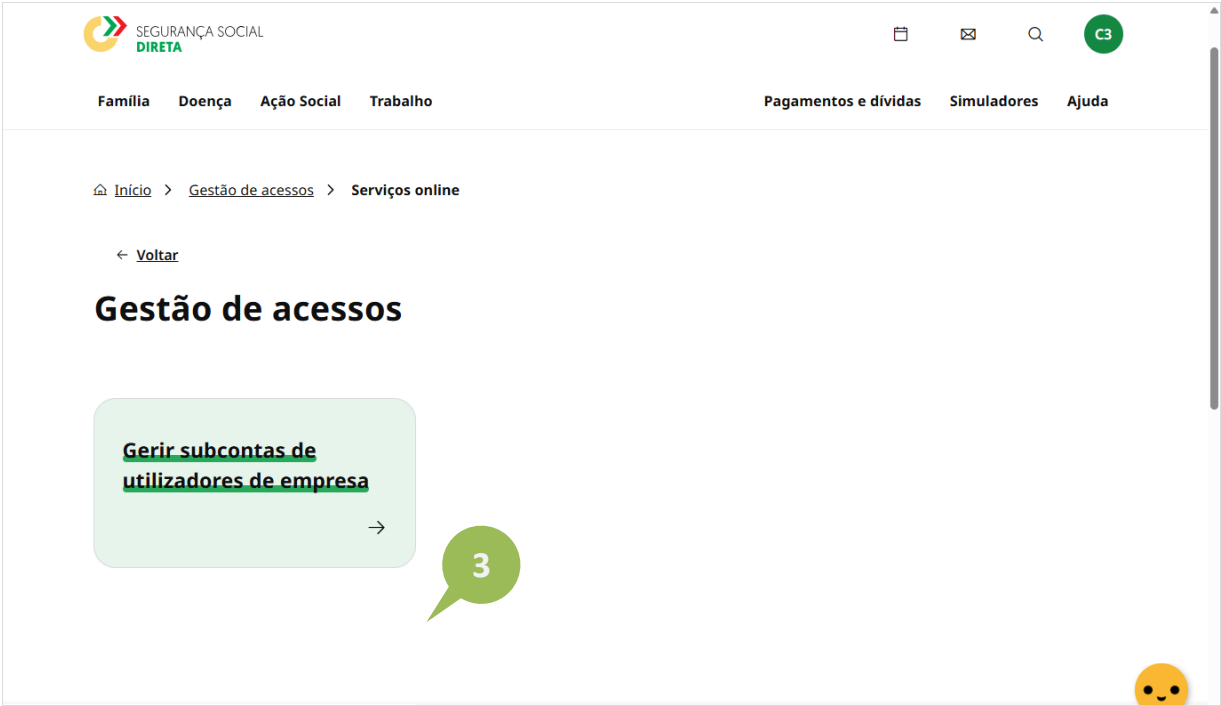 SEGURANÇA SOCIAL
DIRETA
C3
Família Doença Ação Social Trabalho Pagamentos e dívidas Simuladores Ajuda
Início Gestão de acessos Serviços online
Voltar
Gestão de acessos
Gerir subcontas de
utilizadores de empresa
3